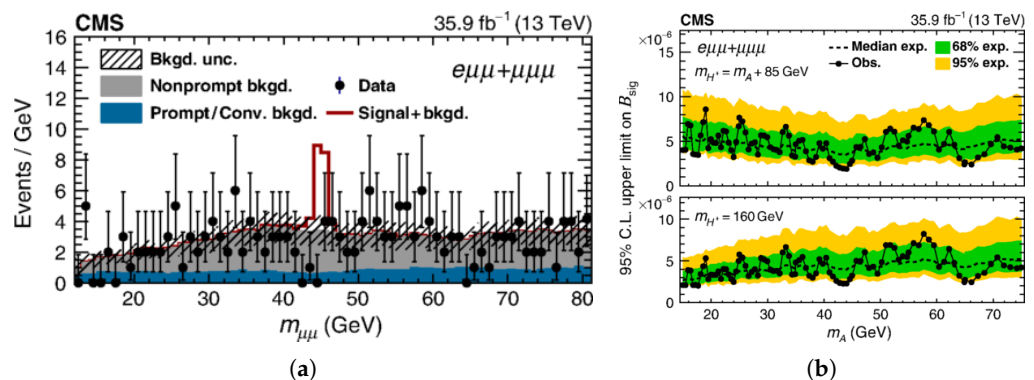 CMS 35.9 fb⁻¹ (13 TeV)
Events / GeV
16
14
12
10
8
6
4
2
0
Bkgd. unc.
Nonprompt bkgd.
Prompt/Conv. bkgd.
Data
Signal+bkgd.
eμμ+μμμ
20 30 40 50 60 70 80
m_μμ (GeV)
(a)
CMS 35.9 fb⁻¹ (13 TeV)
95% C.L. upper limit on B_sig
×10⁻⁶
15
10
5
0
eμμ+μμμ
m_H⁺ = m_A + 85 GeV
Median exp.
Obs.
68% exp.
95% exp.
×10⁻⁶
10
5
0
m_H⁺ = 160 GeV
20 30 40 50 60 70
m_A (GeV)
(b)